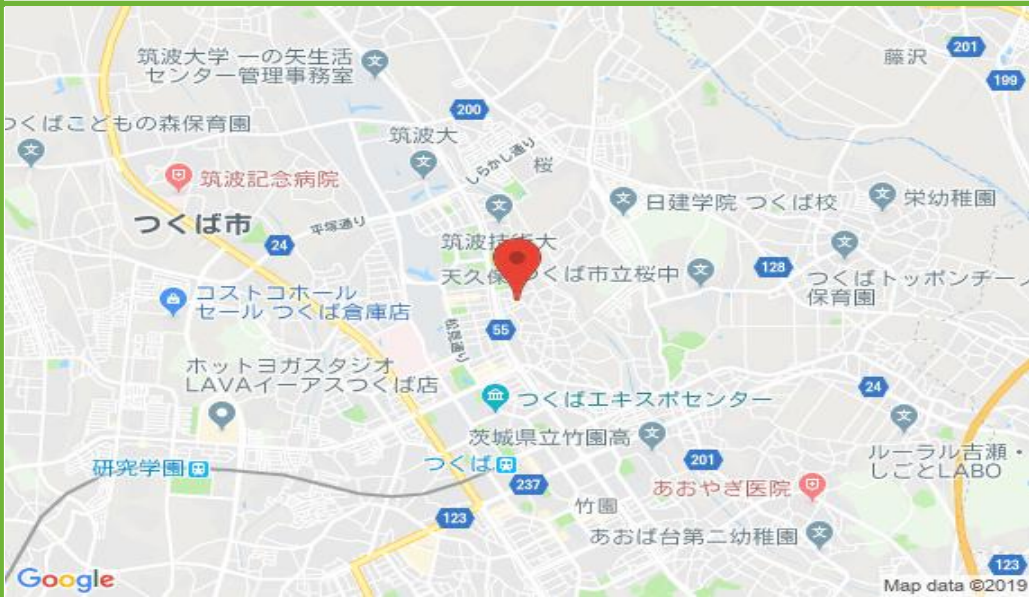 筑波大学 一の矢生活
センター管理事務室
藤沢
201
199
200
つくばこどもの森保育園
筑波大
しらかし通り
桜
筑波記念病院
日建学院 つくば校
栄幼稚園
つくば市
平塚通り
24
筑波技術大
天久保
つくば市立桜中
128
つくばトッポンチーノ
保育園
コストコホール
セール つくば倉庫店
55
松見通り
ホットヨガスタジオ
LAVAイーアスつくば店
24
つくばエキスポセンター
茨城県立竹園高
ルーラル吉瀬・
しごとLABO
研究学園
つくば
201
237
あおやぎ医院
竹園
123
あおば台第二幼稚園
123
Google
Map data ©2019